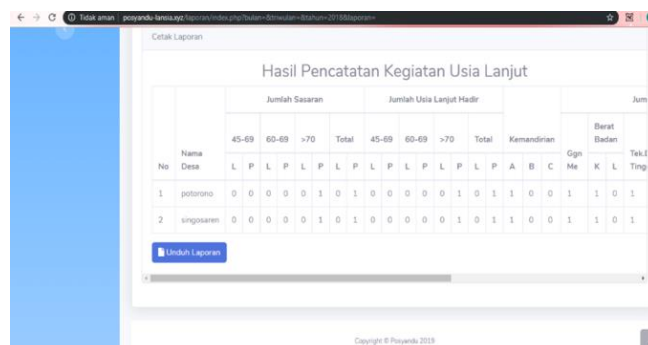 Tidak aman | posyandu-lansia.xyz/laporan/index.php?bulan=&triwulan=&tahun=2018&laporan=
Cetak Laporan
Hasil Pencatatan Kegiatan Usia Lanjut
Jumlah Sasaran Jumlah Usia Lanjut Hadir Jum
45-69 60-69 >70 Total 45-69 60-69 >70 Total Kemandirian Berat Badan
No Nama Desa L P L P L P L P L P L P L P L P A B C Ggn Me K L Ting
1 potorono 0 0 0 0 0 1 0 1 0 0 0 0 0 1 0 1 1 0 0 1 1 0 1
2 singosaren 0 0 0 0 0 1 0 1 0 0 0 0 0 1 0 1 1 0 0 1 1 0 1
Unduh Laporan
Copyright © Posyandu 2019